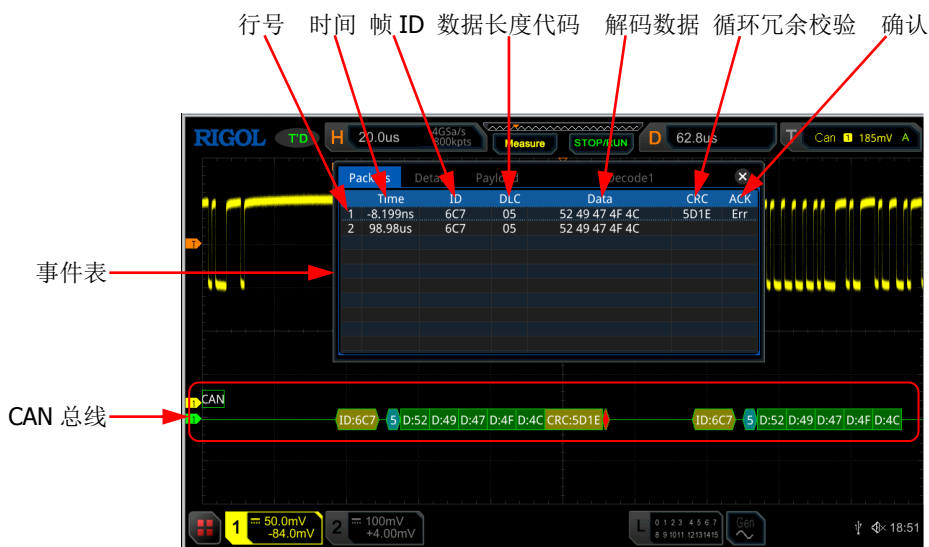 行号 时间 帧 ID 数据长度代码 解码数据 循环冗余校验 确认
RIGOL T'D H 20.0us 4GSa/s 800kpts Measure STOP/RUN D 62.8us T Can 1 185mV A
Packets Details Payload Decode1
Time ID DLC Data CRC ACK
1 -8.199ns 6C7 05 52 49 47 4F 4C 5D1E Err
2 98.98us 6C7 05 52 49 47 4F 4C
T
事件表
CAN
CAN 总线
ID:6C7 5 D:52 D:49 D:47 D:4F D:4C CRC:5D1E ID:6C7 5 D:52 D:49 D:47 D:4F D:4C
1 50.0mV -84.0mV 2 100mV +4.00mV L 0 1 2 3 4 5 6 7 Gen 18:51
8 9 1011 12131415